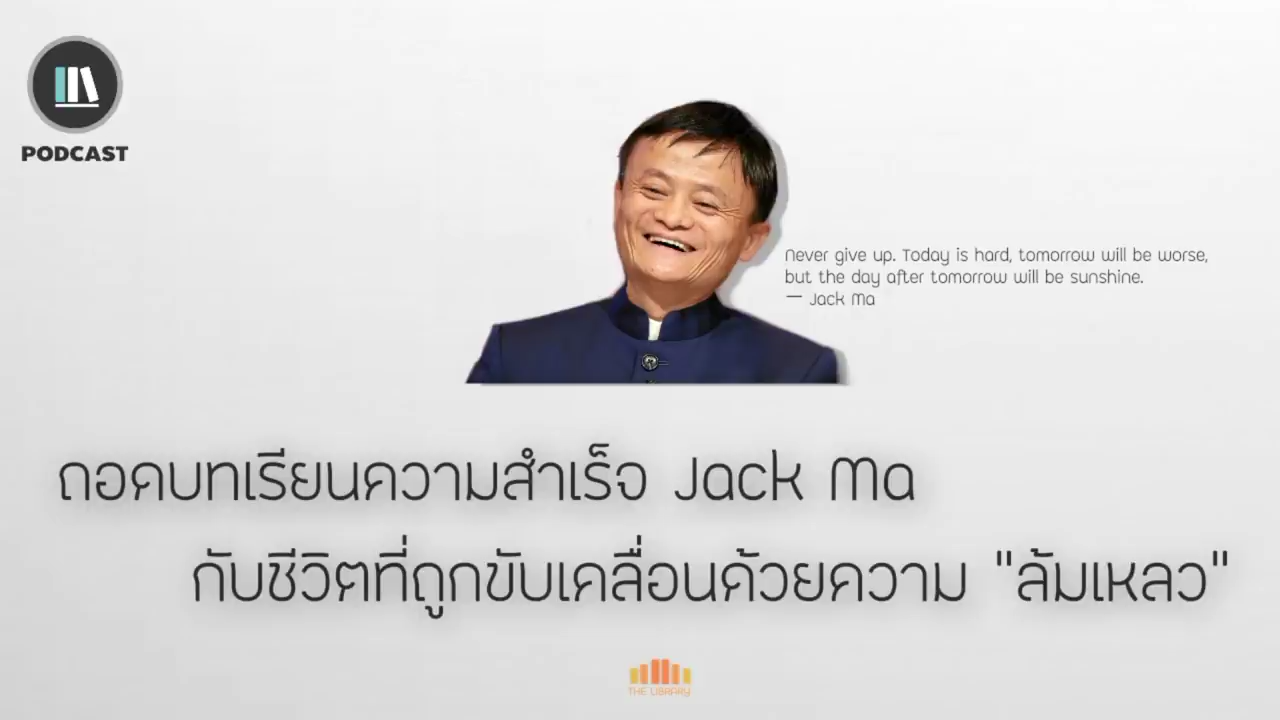 PODCAST
Never give up. Today is hard, tomorrow will be worse,
but the day after tomorrow will be sunshine.
— Jack Ma
ถอดบทเรียนความสำเร็จ Jack Ma
กับชีวิตที่ถูกขับเคลื่อนด้วยความ "ล้มเหลว"
THE LIBRARY